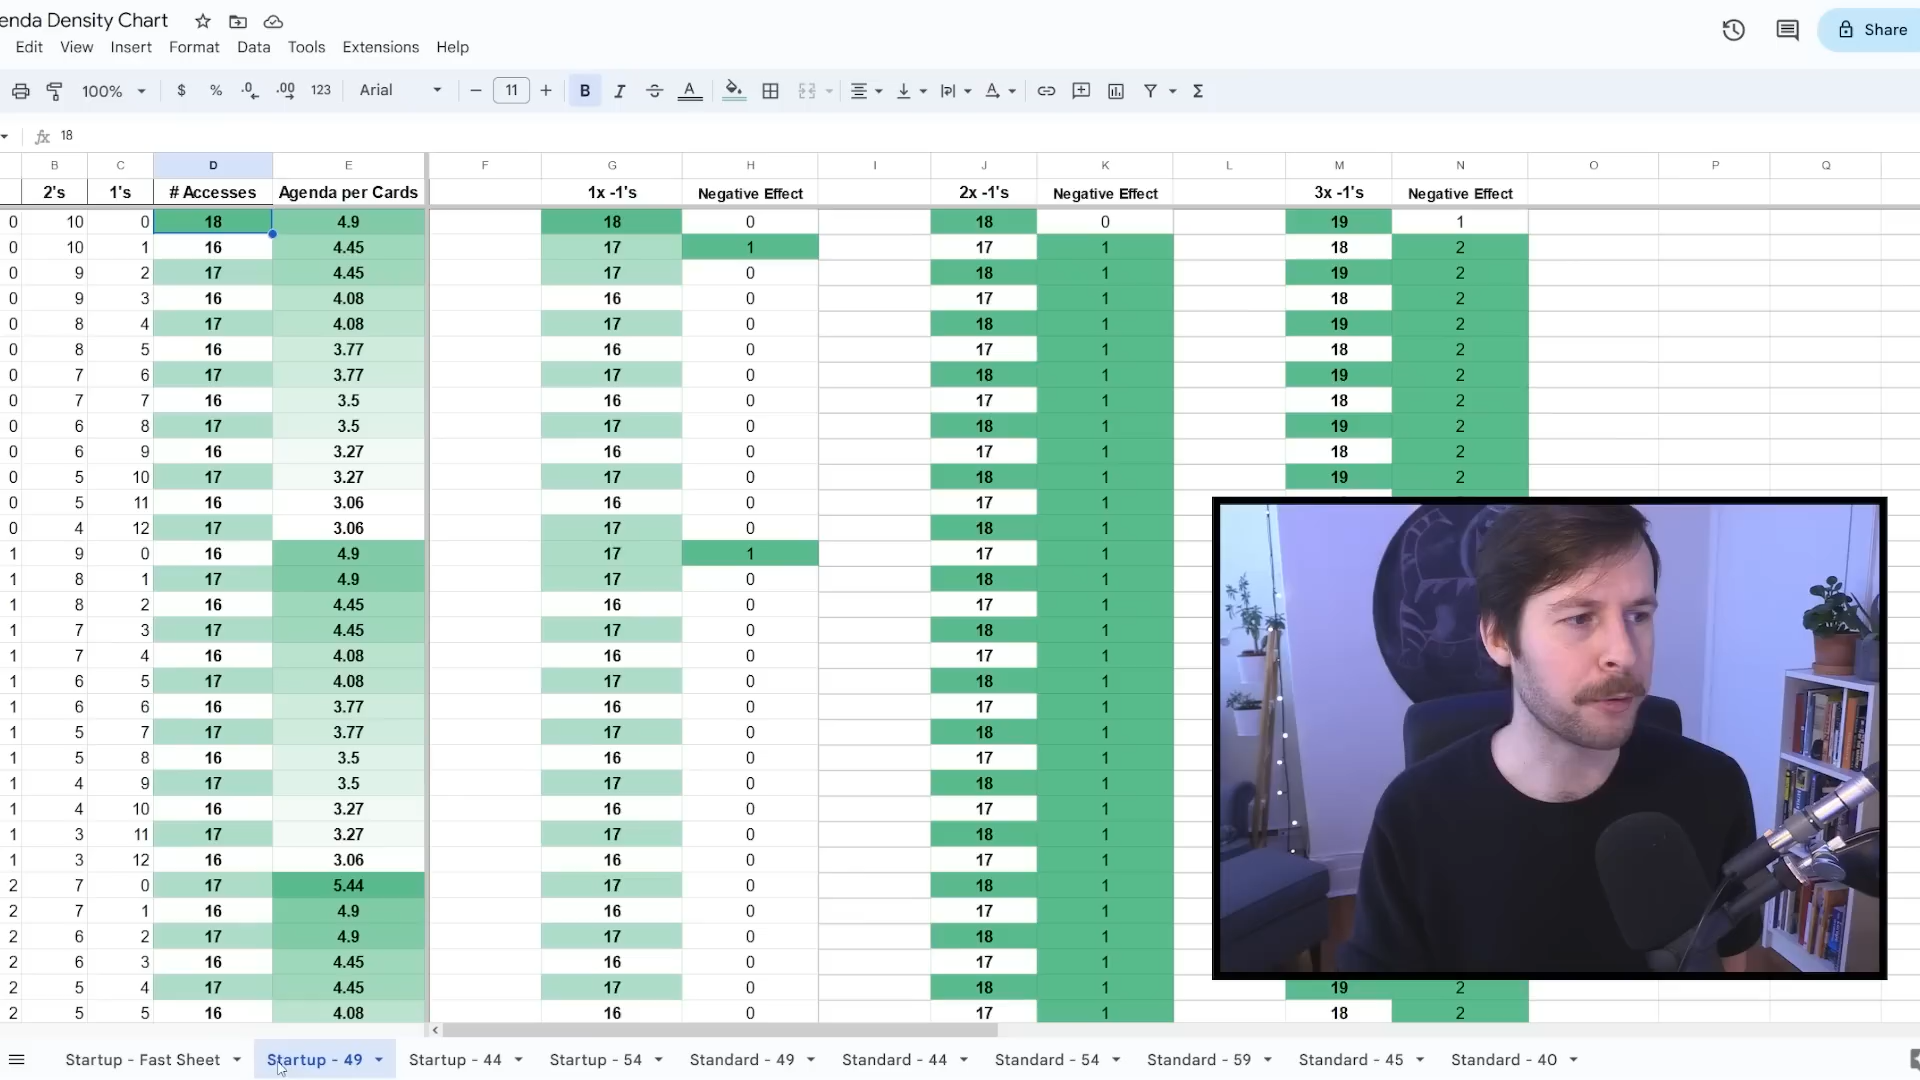 enda Density Chart
Edit View Insert Format Data Tools Extensions Help
Share
100% $ % .0 .00 123 Arial 11 B I A
fx 18
B C D E F G H I J K L M N O P Q
2's 1's # Accesses Agenda per Cards 1x -1's Negative Effect 2x -1's Negative Effect 3x -1's Negative Effect
0 10 0 18 4.9 18 0 18 0 19 1
0 10 1 16 4.45 17 1 17 1 18 2
0 9 2 17 4.45 17 0 18 1 19 2
0 9 3 16 4.08 16 0 17 1 18 2
0 8 4 17 4.08 17 0 18 1 19 2
0 8 5 16 3.77 16 0 17 1 18 2
0 7 6 17 3.77 17 0 18 1 19 2
0 7 7 16 3.5 16 0 17 1 18 2
0 6 8 17 3.5 17 0 18 1 19 2
0 6 9 16 3.27 16 0 17 1 18 2
0 5 10 17 3.27 17 0 18 1 19 2
0 5 11 16 3.06 16 0 17 1
0 4 12 17 3.06 17 0 18 1
1 9 0 16 4.9 17 1 17 1
1 8 1 17 4.9 17 0 18 1
1 8 2 16 4.45 16 0 17 1
1 7 3 17 4.45 17 0 18 1
1 7 4 16 4.08 16 0 17 1
1 6 5 17 4.08 17 0 18 1
1 6 6 16 3.77 16 0 17 1
1 5 7 17 3.77 17 0 18 1
1 5 8 16 3.5 16 0 17 1
1 4 9 17 3.5 17 0 18 1
1 4 10 16 3.27 16 0 17 1
1 3 11 17 3.27 17 0 18 1
1 3 12 16 3.06 16 0 17 1
2 7 0 17 5.44 17 0 18 1
2 7 1 16 4.9 16 0 17 1
2 6 2 17 4.9 17 0 18 1
2 6 3 16 4.45 16 0 17 1
2 5 4 17 4.45 17 0 18 1 19 2
2 5 5 16 4.08 16 0 17 1 18 2
Startup - Fast Sheet Startup - 49 Startup - 44 Startup - 54 Standard - 49 Standard - 44 Standard - 54 Standard - 59 Standard - 45 Standard - 40